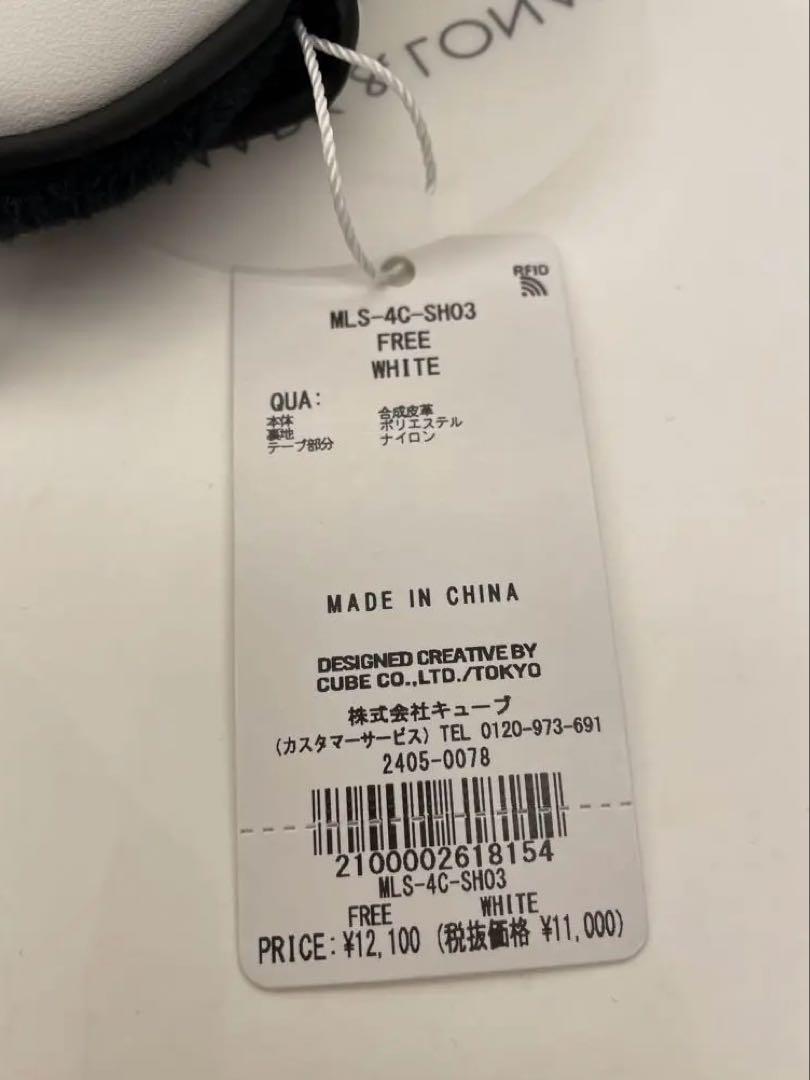 & LONA
RFID
MLS-4C-SH03
FREE
WHITE
QUA:
本体 合成皮革
裏地 ポリエステル
テープ部分 ナイロン
MADE IN CHINA
DESIGNED CREATIVE BY
CUBE CO.,LTD./TOKYO
株式会社キューブ
(カスタマーサービス) TEL 0120-973-691
2405-0078
2100002618154
MLS-4C-SH03
FREE WHITE
PRICE:¥12,100 (税抜価格 ¥11,000)